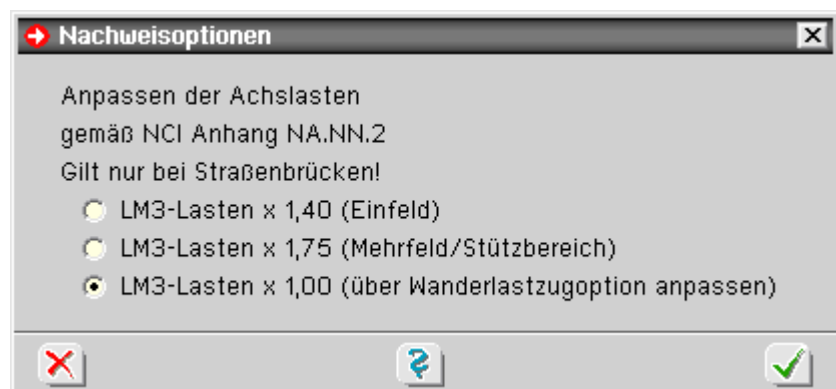 Nachweisoptionen
Anpassen der Achslasten
gemäß NCI Anhang NA.NN.2
Gilt nur bei Straßenbrücken!
LM3-Lasten x 1,40 (Einfeld)
LM3-Lasten x 1,75 (Mehrfeld/Stützbereich)
LM3-Lasten x 1,00 (über Wanderlastzugoption anpassen)